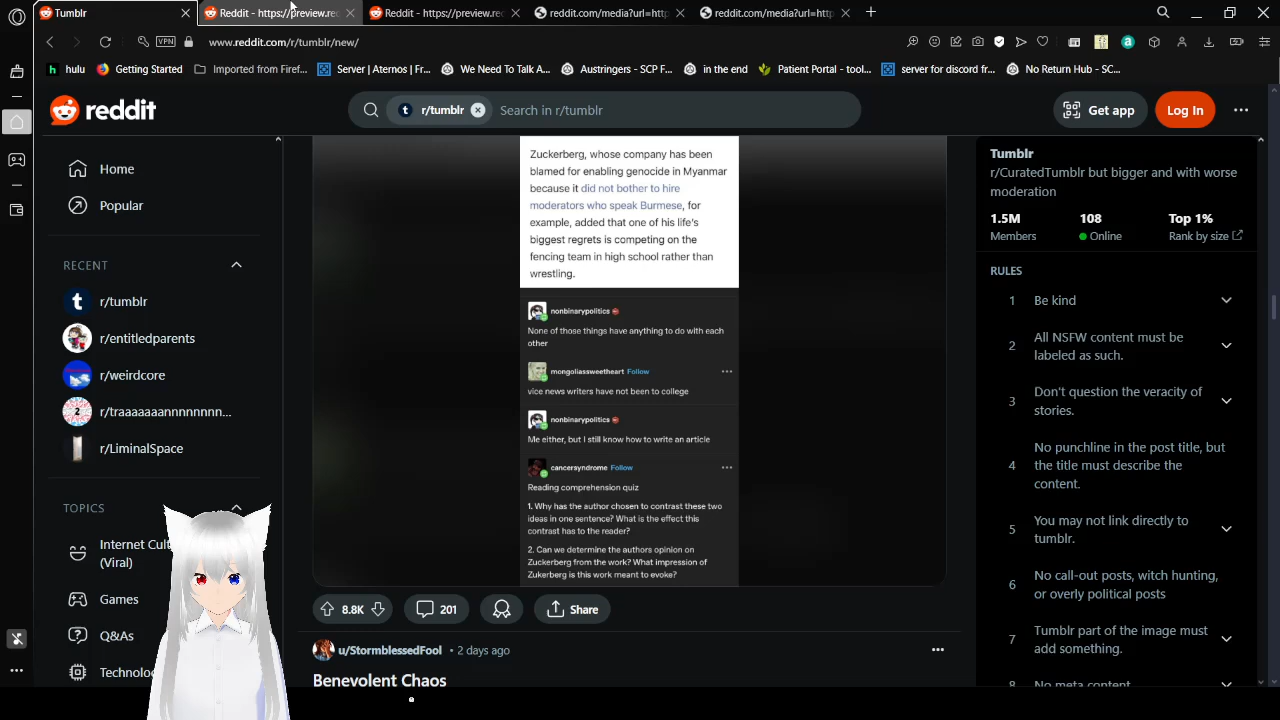 Tumblr
Reddit - https://preview.rec
Reddit - https://preview.rec
reddit.com/media?url=http
reddit.com/media?url=http
VPN
www.reddit.com/r/tumblr/new/
hulu
Getting Started
Imported from Firef...
Server | Aternos | Fr...
We Need To Talk A...
Austringers - SCP F...
in the end
Patient Portal - tool...
server for discord fr...
No Return Hub - SC...
reddit
r/tumblr
Search in r/tumblr
Get app
Log In
Home
Popular
RECENT
r/tumblr
r/entitledparents
r/weirdcore
r/traaaaaaannnnnnnn...
r/LiminalSpace
TOPICS
Internet Cul
(Viral)
Games
Q&As
Technolo
Zuckerberg, whose company has been
blamed for enabling genocide in Myanmar
because it did not bother to hire
moderators who speak Burmese, for
example, added that one of his life's
biggest regrets is competing on the
fencing team in high school rather than
wrestling.
nonbinarypolitics
None of those things have anything to do with each
other
mongoliassweetheart Follow
vice news writers have not been to college
nonbinarypolitics
Me either, but I still know how to write an article
cancersyndrome Follow
Reading comprehension quiz
1. Why has the author chosen to contrast these two
ideas in one sentence? What is the effect this
contrast has to the reader?
2. Can we determine the authors opinion on
Zuckerberg from the work? What impression of
Zukerberg is this work meant to evoke?
8.8K
201
Share
u/StormblessedFool • 2 days ago
Benevolent Chaos
Tumblr
r/CuratedTumblr but bigger and with worse
moderation
1.5M
Members
108
Online
Top 1%
Rank by size
RULES
1 Be kind
2 All NSFW content must be
labeled as such.
3 Don't question the veracity of
stories.
4 No punchline in the post title, but
the title must describe the
content.
5 You may not link directly to
tumblr.
6 No call-out posts, witch hunting,
or overly political posts
7 Tumblr part of the image must
add something.
8 No meta content